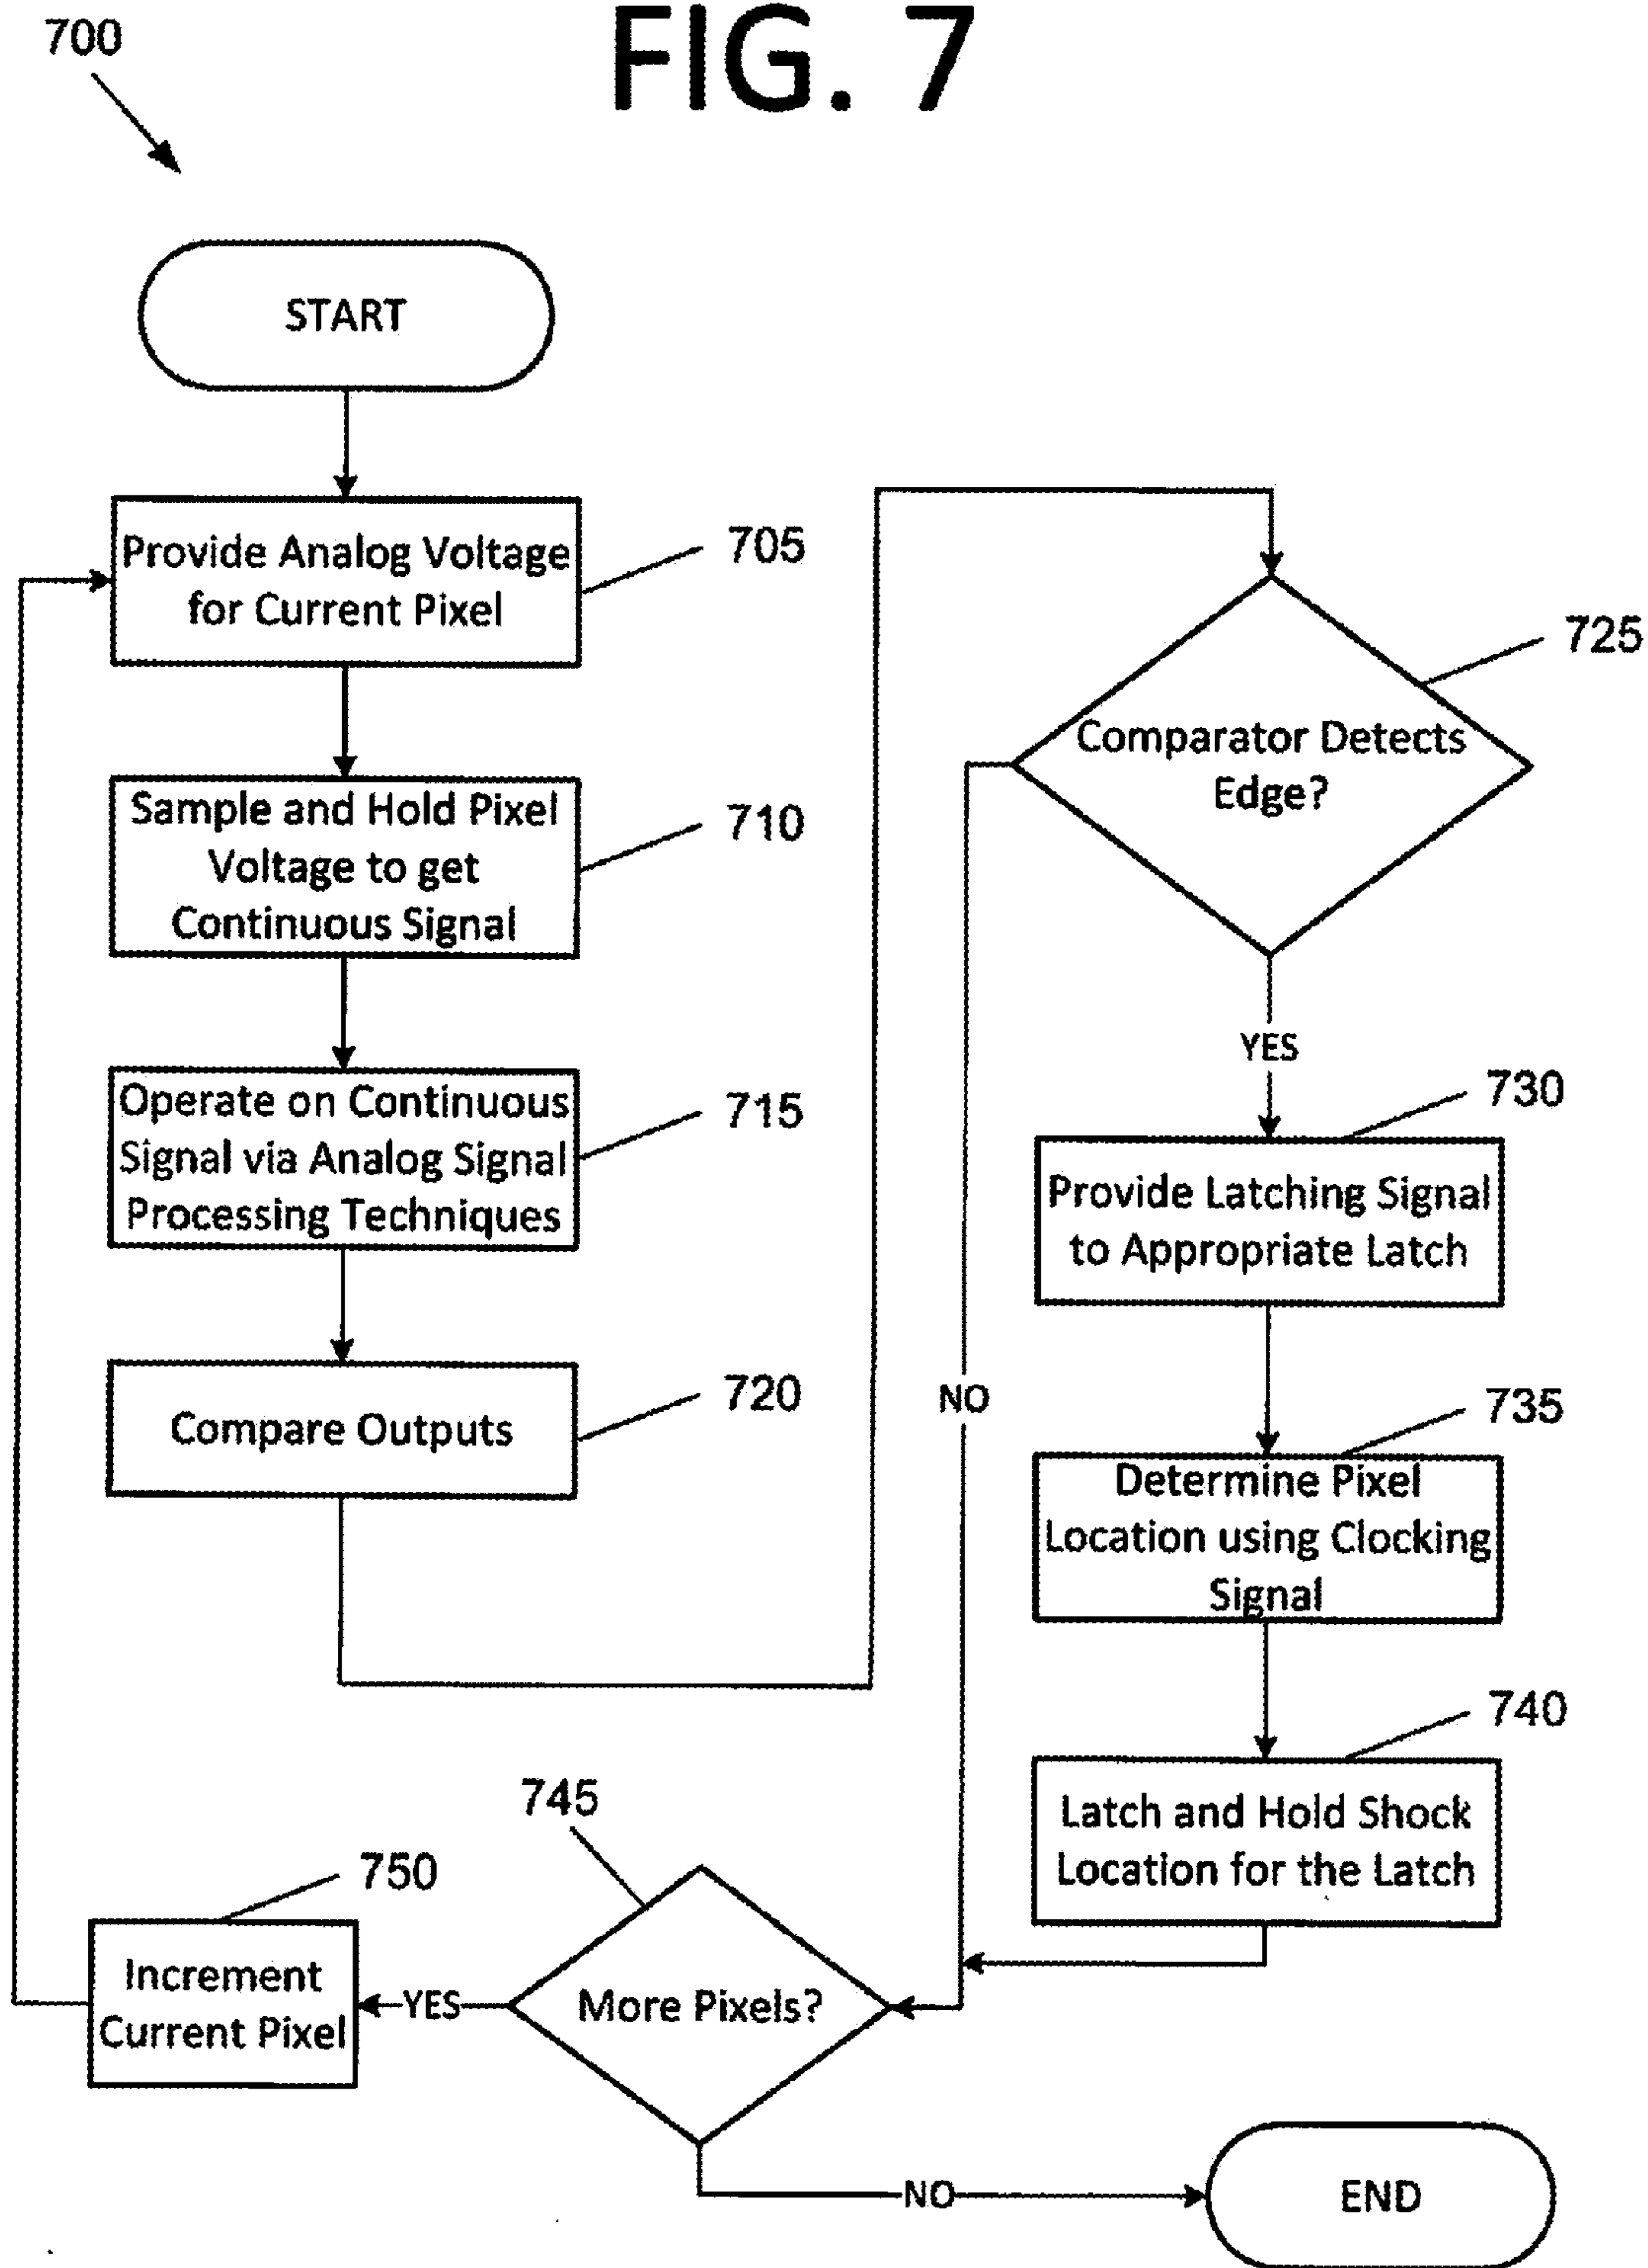 FIG. 7
700
START
Provide Analog Voltage
for Current Pixel
705
Sample and Hold Pixel
Voltage to get
Continuous Signal
710
Operate on Continuous
Signal via Analog Signal
Processing Techniques
715
Compare Outputs
720
Comparator Detects
Edge?
725
YES
NO
730
Provide Latching Signal
to Appropriate Latch
735
Determine Pixel
Location using Clocking
Signal
740
Latch and Hold Shock
Location for the Latch
745
More Pixels?
YES
750
Increment
Current Pixel
NO
END